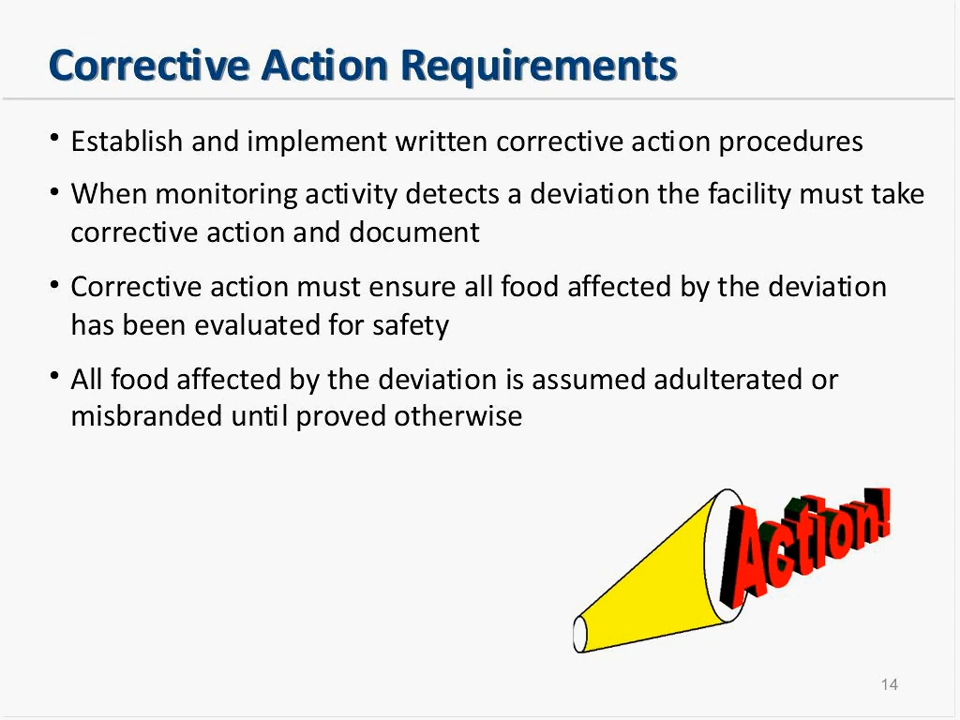 Corrective Action Requirements
• Establish and implement written corrective action procedures
• When monitoring activity detects a deviation the facility must take
corrective action and document
• Corrective action must ensure all food affected by the deviation
has been evaluated for safety
• All food affected by the deviation is assumed adulterated or
misbranded until proved otherwise
Action!
14